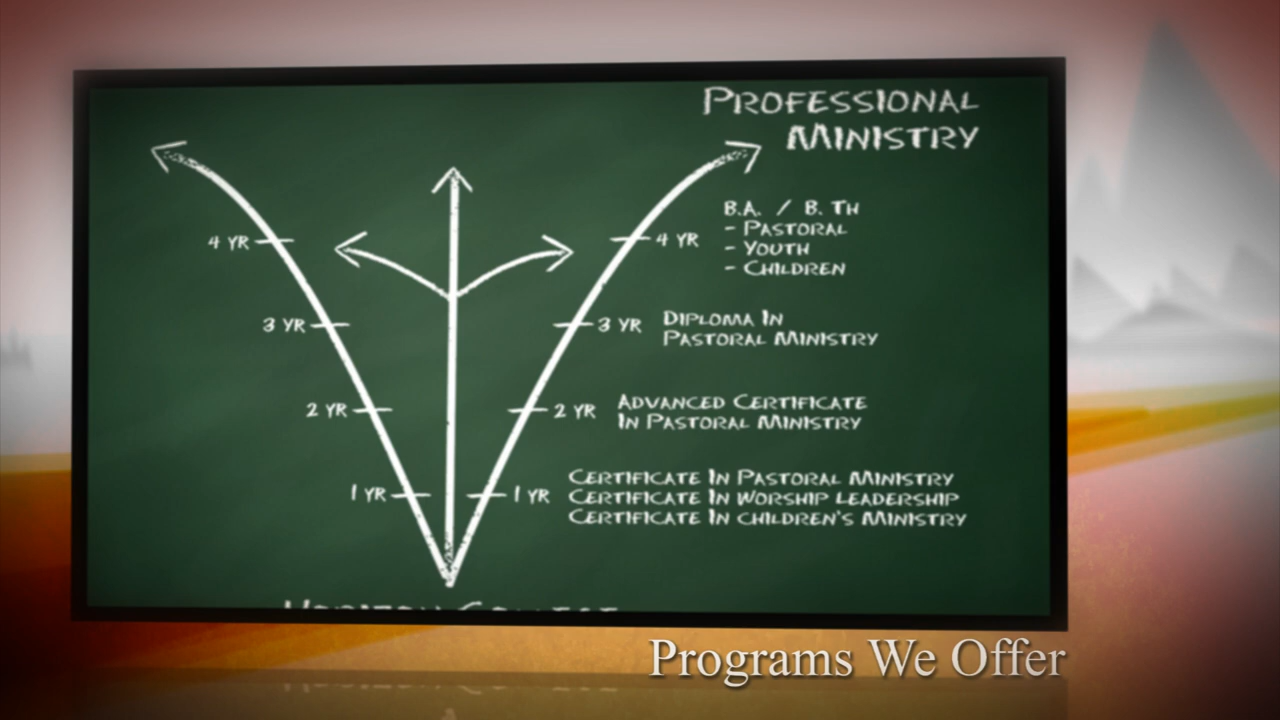 PROFESSIONAL
MINISTRY
B.A. / B. TH
- PASTORAL
- YOUTH
- CHILDREN
4 YR
4 YR
3 YR
3 YR
DIPLOMA IN
PASTORAL MINISTRY
2 YR
2 YR
ADVANCED CERTIFICATE
IN PASTORAL MINISTRY
1 YR
1 YR
CERTIFICATE IN PASTORAL MINISTRY
CERTIFICATE IN WORSHIP LEADERSHIP
CERTIFICATE IN CHILDREN'S MINISTRY
Programs We Offer